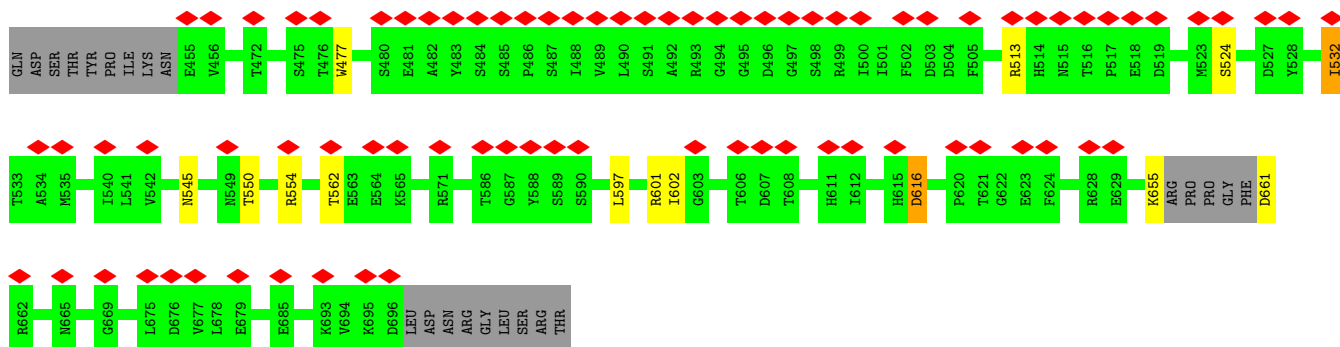 GLN ASP SER THR TYR PRO ILE LYS ASN E455 V456 T472 S475 T476 W477 S480 E481 A482 Y483 S484 S485 P486 S487 I488 V489 L490 S491 A492 R493 G494 G495 D496 G497 S498 R499 I500 I501 F502 D503 D504 F505 R513 H514 N515 T516 P517 E518 D519 M523 S524 D527 Y528 I532
T533 A534 M535 I540 L541 V542 N545 N549 T550 R554 T562 E563 E564 K565 R571 T586 G587 Y588 S589 S590 L597 R601 I602 G603 T606 D607 T608 H611 I612 H615 D616 P620 T621 G622 E623 F624 R628 E629 K655 ARG PRO PRO GLY PHE D661
R662 N665 G669 L675 D676 V677 L678 E679 E685 K693 V694 K695 D696 LEU ASP ASN ARG GLY LEU SER ARG THR